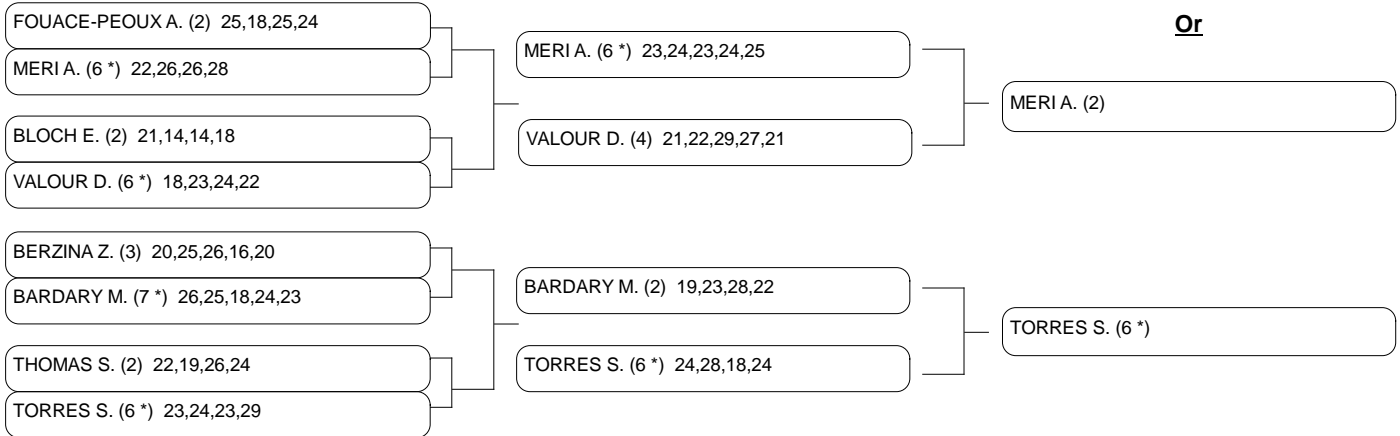 FOUACE-PEOUX A. (2) 25,18,25,24
MERI A. (6 *) 22,26,26,28
BLOCH E. (2) 21,14,14,18
VALOUR D. (6 *) 18,23,24,22
BERZINA Z. (3) 20,25,26,16,20
BARDARY M. (7 *) 26,25,18,24,23
THOMAS S. (2) 22,19,26,24
TORRES S. (6 *) 23,24,23,29
MERI A. (6 *) 23,24,23,24,25
VALOUR D. (4) 21,22,29,27,21
BARDARY M. (2) 19,23,28,22
TORRES S. (6 *) 24,28,18,24
Or
MERI A. (2)
TORRES S. (6 *)